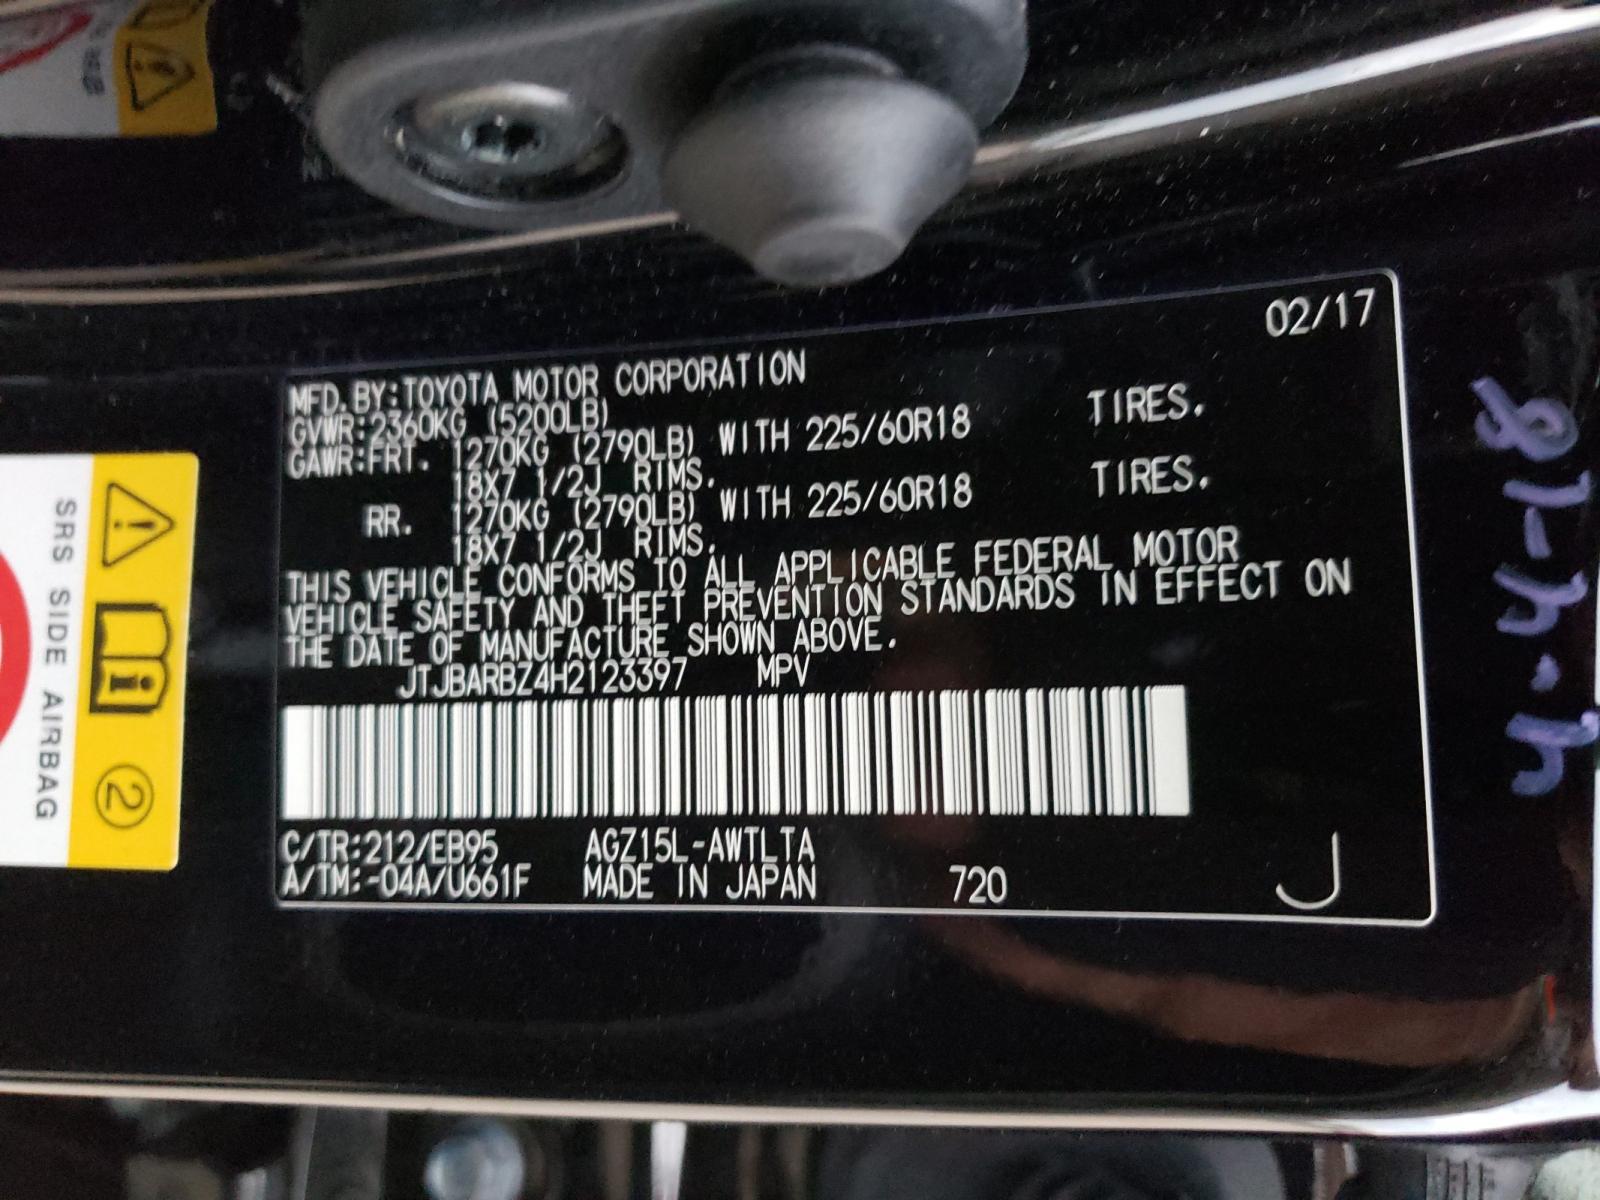 02/17
MFD.BY:TOYOTA MOTOR CORPORATION
GVWR:2360KG (5200LB)
GAWR:FRT. 1270KG (2790LB) WITH 225/60R18 TIRES.
18X7 1/2J RIMS.
RR. 1270KG (2790LB) WITH 225/60R18 TIRES.
18X7 1/2J RIMS.
THIS VEHICLE CONFORMS TO ALL APPLICABLE FEDERAL MOTOR
VEHICLE SAFETY AND THEFT PREVENTION STANDARDS IN EFFECT ON
THE DATE OF MANUFACTURE SHOWN ABOVE.
JTJBARBZ4H2123397 MPV
C/TR:212/EB95 AGZ15L-AWTLTA
A/TM:-04A/U661F MADE IN JAPAN 720 J
SRS SIDE AIRBAG
2
4-4-18